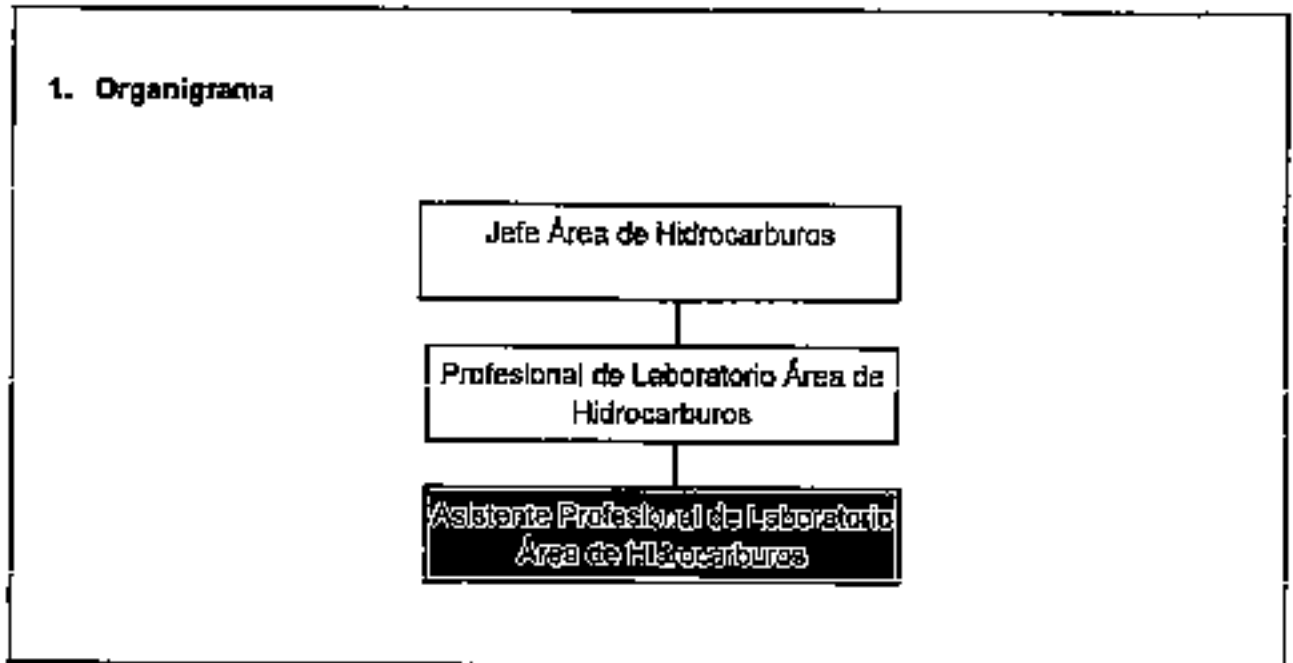 1. Organigrama
Jefe Área de Hidrocarburos
Profesional de Laboratorio Área de
Hidrocarburos
Asistente Profesional de Laboratorio
Área de Hidrocarburos